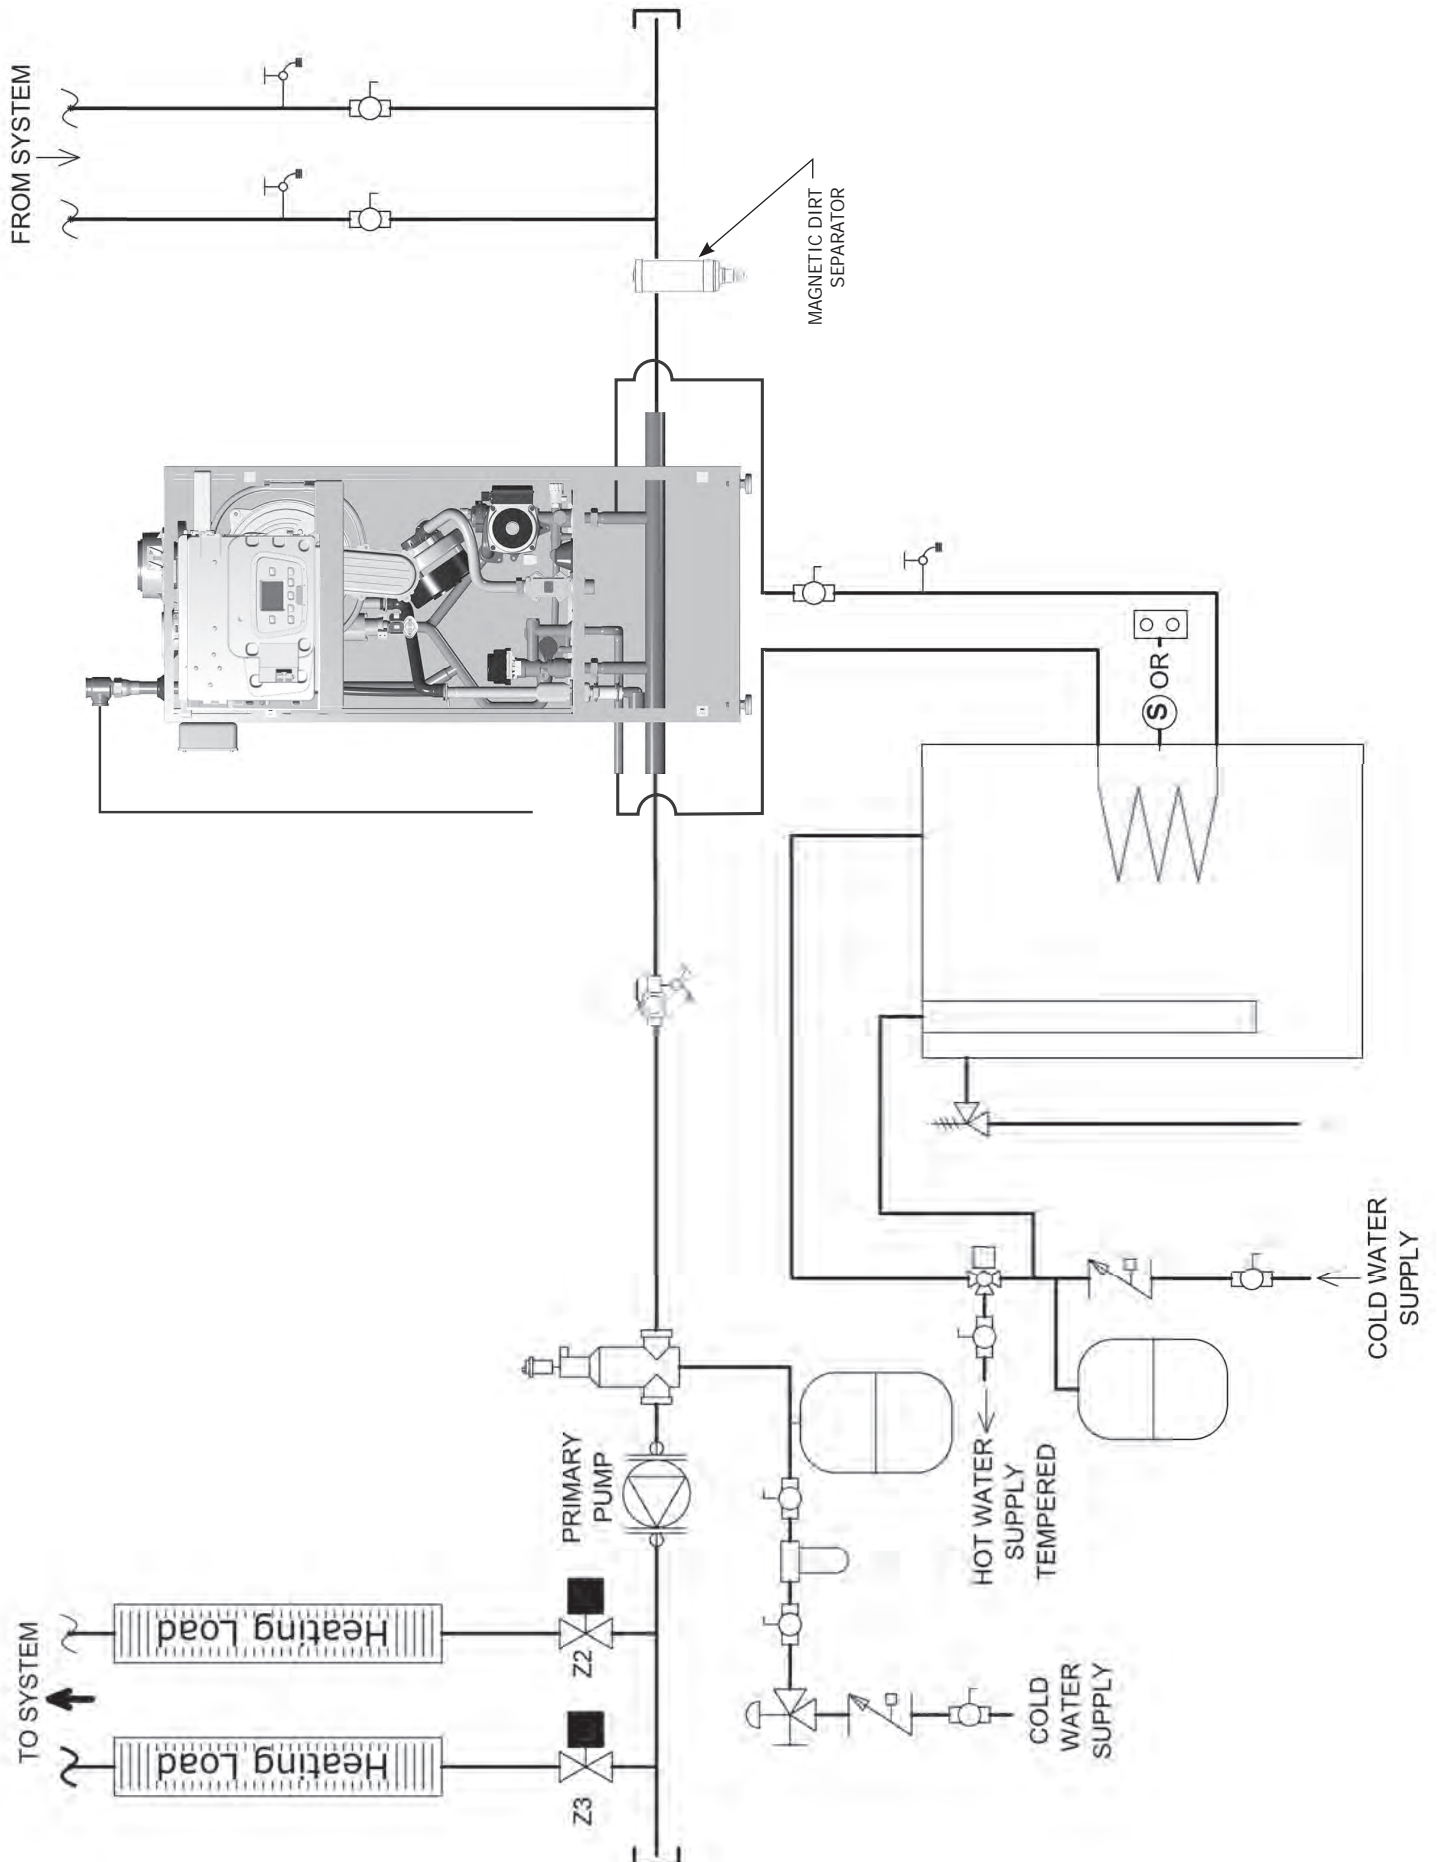 FROM SYSTEM
MAGNETIC DIRT
SEPARATOR
S OR
PRIMARY
PUMP
TO SYSTEM
Heating Load
Heating Load
Z2
Z3
HOT WATER
SUPPLY
TEMPERED
COLD WATER
SUPPLY
COLD
WATER
SUPPLY